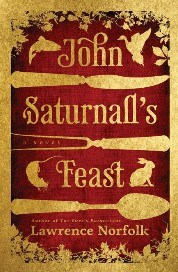 John
Saturnall's
a novel
Feast
Author of The Pope's Rhinoceros
Lawrence Norfolk